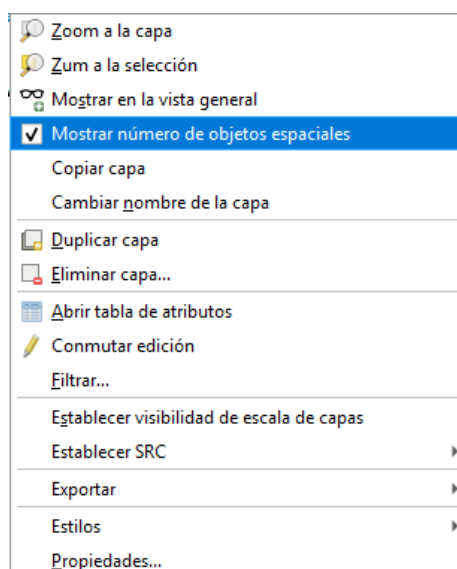 Zoom a la capa
Zum a la selección
Mostrar en la vista general
Mostrar número de objetos espaciales
Copiar capa
Cambiar nombre de la capa
Duplicar capa
Eliminar capa...
Abrir tabla de atributos
Conmutar edición
Filtrar...
Establecer visibilidad de escala de capas
Establecer SRC
Exportar
Estilos
Propiedades...